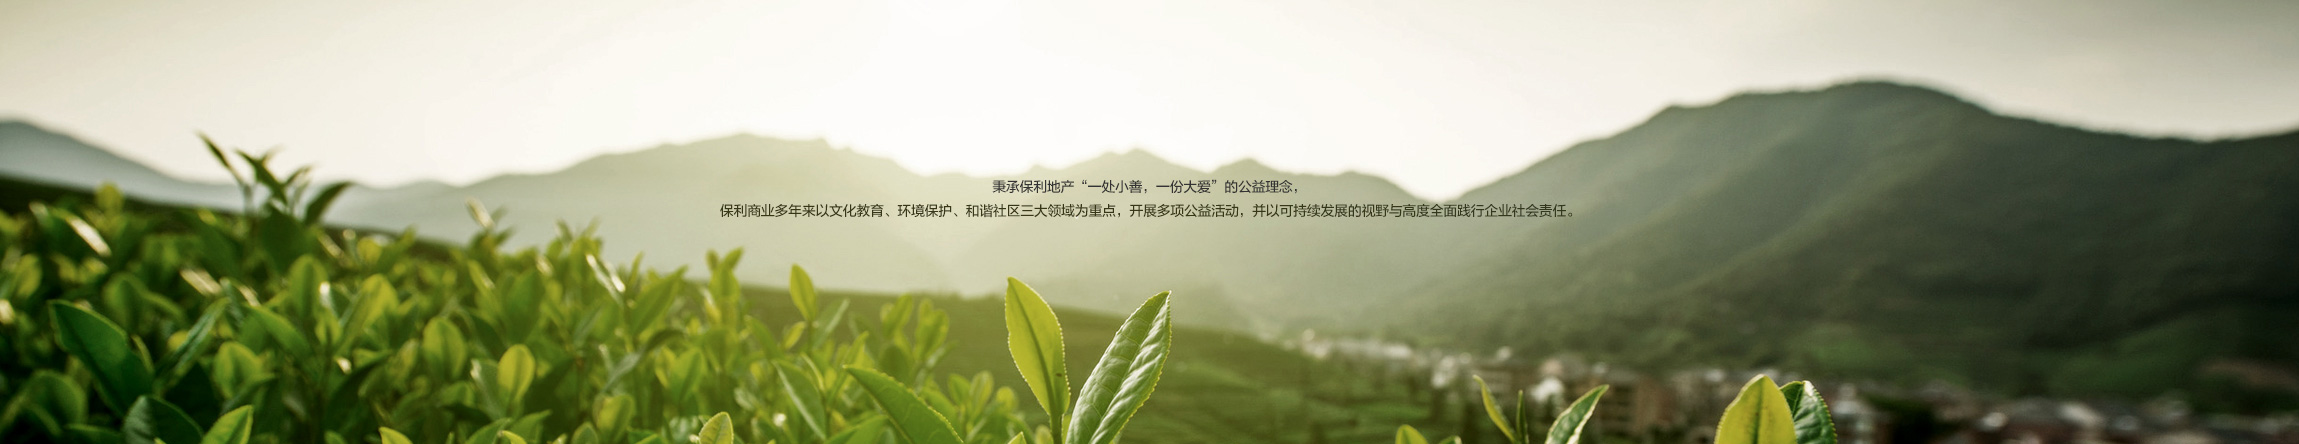 秉承保利地产“一处小善，一份大爱”的公益理念，
保利商业多年来以文化教育、环境保护、和谐社区三大领域为重点，开展多项公益活动，并以可持续发展的视野与高度全面践行企业社会责任。